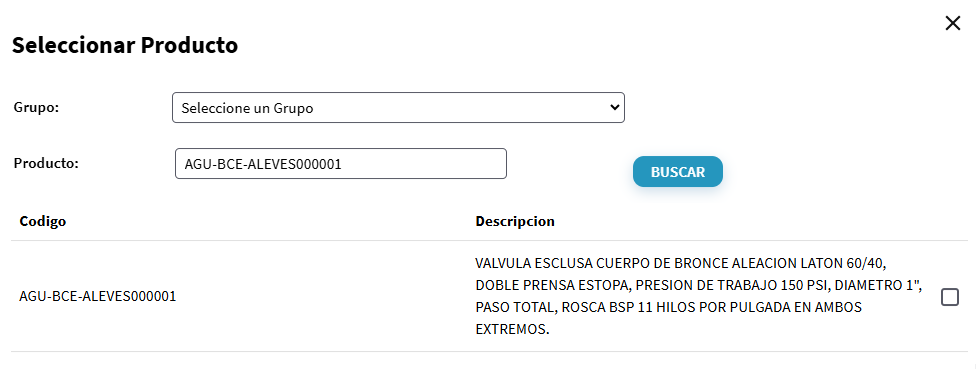 Seleccionar Producto
Grupo:
Seleccione un Grupo
Producto:
AGU-BCE-ALEVES000001
BUSCAR
Codigo
Descripcion
AGU-BCE-ALEVES000001
VALVULA ESCLUSA CUERPO DE BRONCE ALEACION LATON 60/40,
DOBLE PRENSA ESTOPA, PRESION DE TRABAJO 150 PSI, DIAMETRO 1",
PASO TOTAL, ROSCA BSP 11 HILOS POR PULGADA EN AMBOS
EXTREMOS.